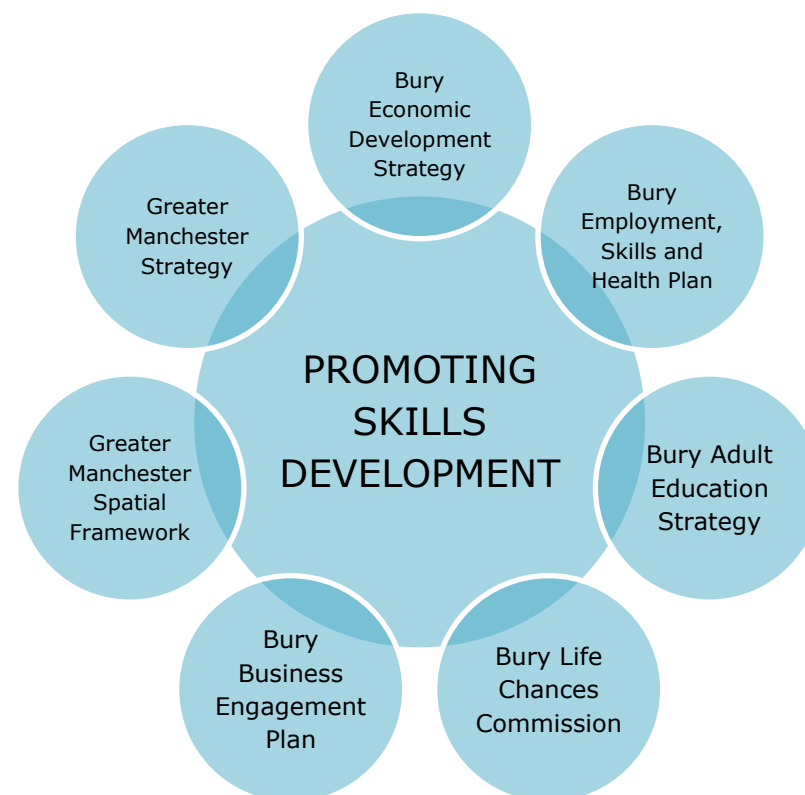 Bury
Economic
Development
Strategy
Bury
Employment,
Skills and
Health Plan
Bury Adult
Education
Strategy
Bury Life
Chances
Commission
Bury
Business
Engagement
Plan
Greater
Manchester
Spatial
Framework
Greater
Manchester
Strategy
PROMOTING
SKILLS
DEVELOPMENT